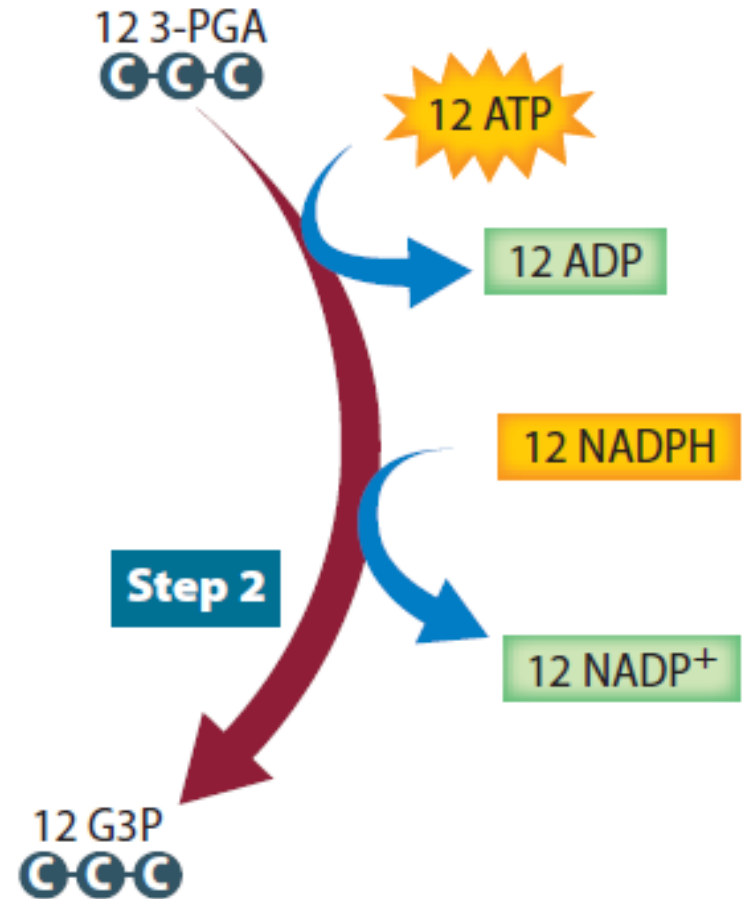 12 3-PGA
C-C-C
12 ATP
12 ADP
12 NADPH
Step 2
12 NADP⁺
12 G3P
C-C-C